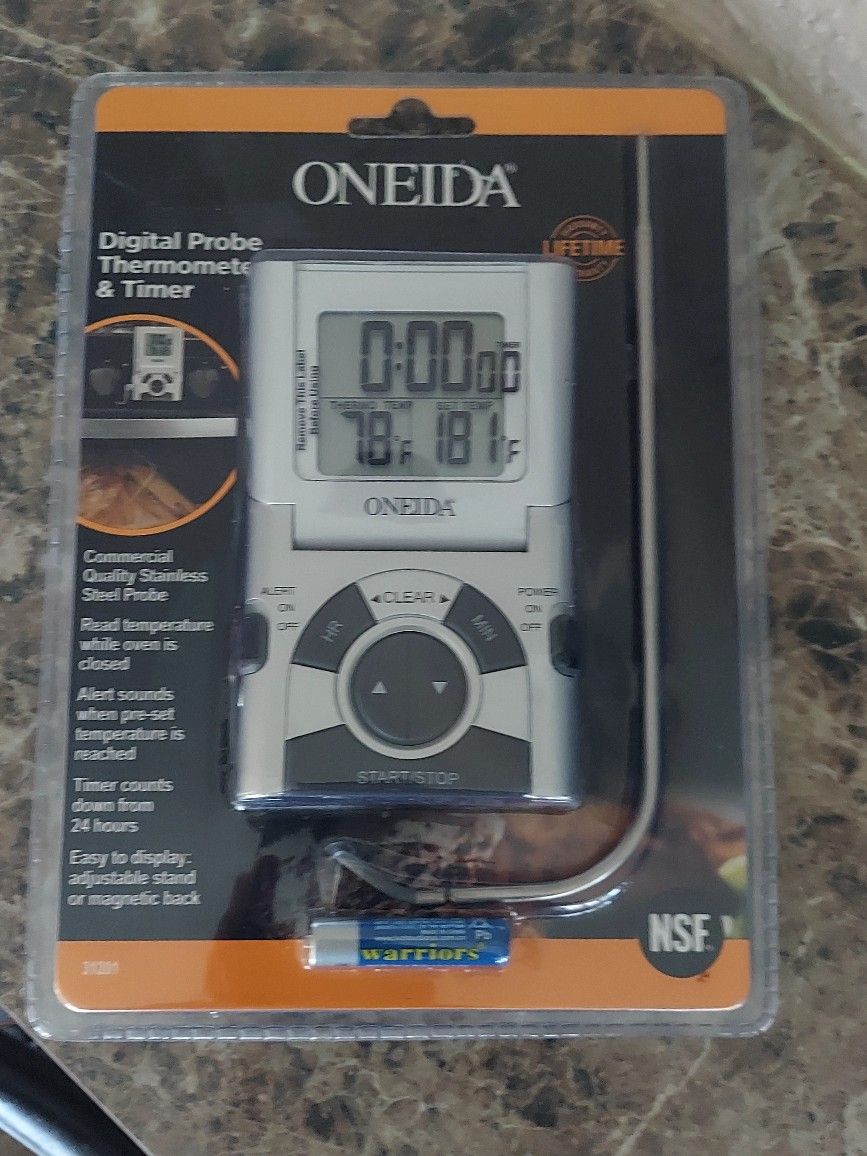 ONEIDA®
Digital Probe
Thermomete
& Timer
LIFETIME
Remove This Label
Before Using
TIMER
0:00 00
THERMO TEMP SET TEMP
78°F 181°F
ONEIDA
ALERT
ON
OFF
◄CLEAR►
POWER
ON
OFF
HR
MIN
▲ ▼
START/STOP
Commercial
Quality Stainless
Steel Probe
Read temperature
while oven is
closed
Alert sounds
when pre-set
temperature is
reached
Timer counts
down from
24 hours
Easy to display:
adjustable stand
or magnetic back
Pb
warriors
NSF
31201